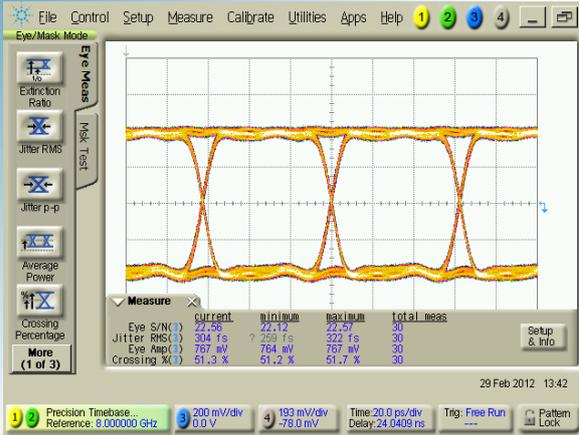 File Control Setup Measure Calibrate Utilities Apps Help 1 2 3 4
Eye/Mask Mode
Eye Meas
Msk Test
Extinction
Ratio
Jitter RMS
Jitter p-p
Average
Power
Crossing
Percentage
More
(1 of 3)
Measure
current minimum maximum total meas
Eye S/N(3) 22.56 22.12 22.57 30
Jitter RMS(3) 304 fs ? 259 fs 322 fs 30
Eye Amp(3) 767 mV 764 mV 767 mV 30
Crossing %(3) 51.3 % 51.2 % 51.7 % 30
Setup
& Info
29 Feb 2012 13:42
1 2 Precision Timebase...
Reference: 8.000000 GHz
3 200 mV/div
0.0 V
4 193 mV/div
-78.0 mV
Time:20.0 ps/div
Delay:24.0409 ns
Trig: Free Run
---
Pattern
Lock